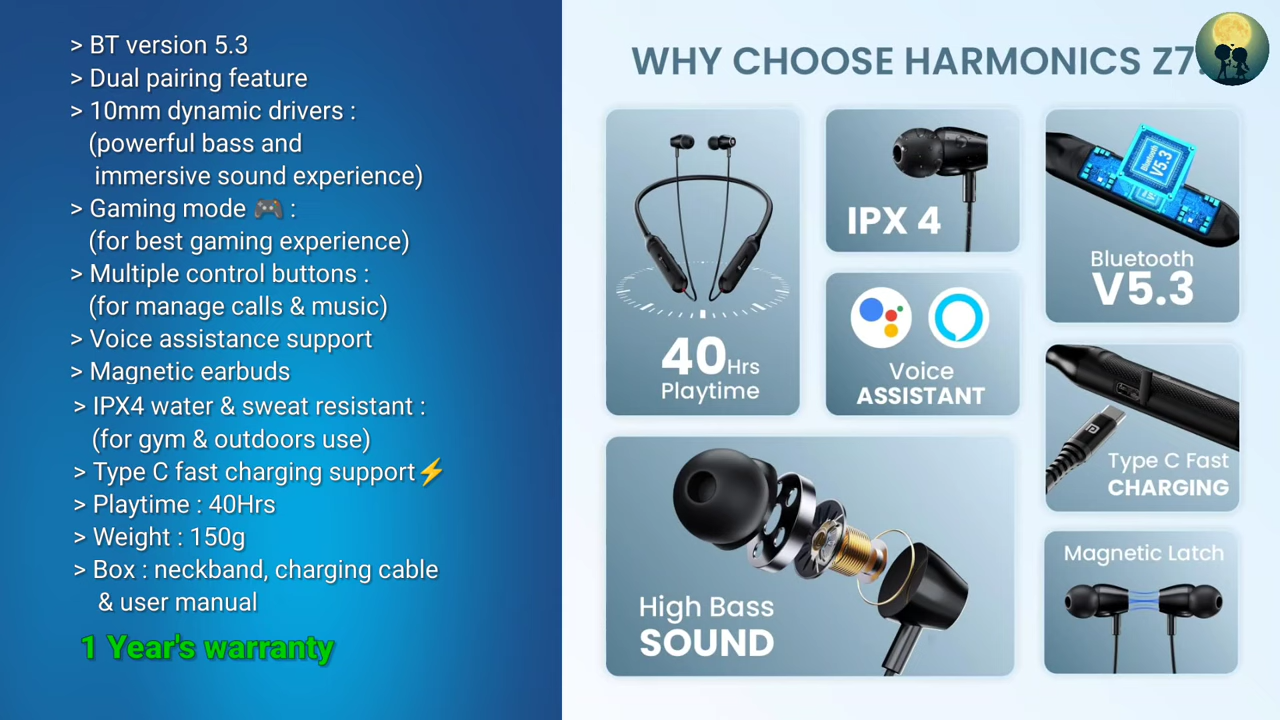 > BT version 5.3
> Dual pairing feature
> 10mm dynamic drivers :
(powerful bass and
immersive sound experience)
> Gaming mode 🎮 :
(for best gaming experience)
> Multiple control buttons :
(for manage calls & music)
> Voice assistance support
> Magnetic earbuds
> IPX4 water & sweat resistant :
(for gym & outdoors use)
> Type C fast charging support⚡
> Playtime : 40Hrs
> Weight : 150g
> Box : neckband, charging cable
& user manual
1 Year's warranty
WHY CHOOSE HARMONICS
40Hrs
Playtime
IPX 4
Voice
ASSISTANT
Bluetooth
V5.3
Bluetooth
V5.3
Type C Fast
CHARGING
High Bass
SOUND
Magnetic Latch